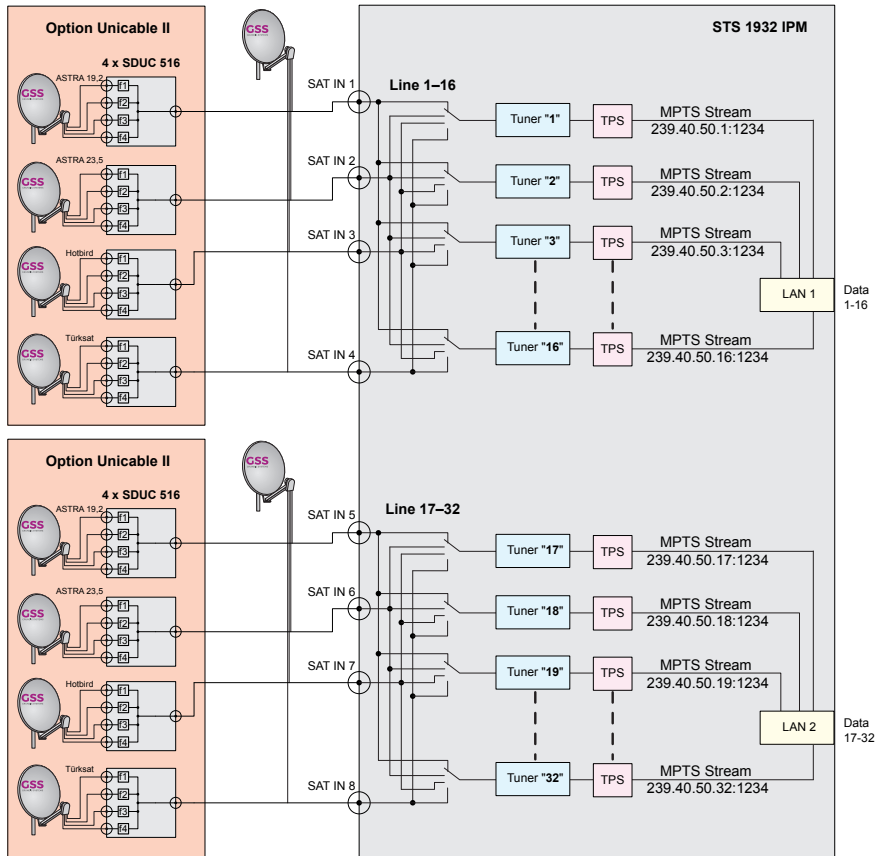 Option Unicable II
STS 1932 IPM
4 x SDUC 516
GSS
ASTRA 19,2
f1
f2
f3
f4
GSS
SAT IN 1
Line 1–16
Tuner "1"
TPS
MPTS Stream
239.40.50.1:1234
ASTRA 23,5
GSS
f1
f2
f3
f4
SAT IN 2
Tuner "2"
TPS
MPTS Stream
239.40.50.2:1234
Hotbird
GSS
f1
f2
f3
f4
SAT IN 3
Tuner "3"
TPS
MPTS Stream
239.40.50.3:1234
LAN 1
Data
1-16
Türksat
GSS
f1
f2
f3
f4
SAT IN 4
Tuner "16"
TPS
MPTS Stream
239.40.50.16:1234
Option Unicable II
4 x SDUC 516
GSS
ASTRA 19,2
GSS
f1
f2
f3
f4
SAT IN 5
Line 17–32
Tuner "17"
TPS
MPTS Stream
239.40.50.17:1234
ASTRA 23,5
GSS
f1
f2
f3
f4
SAT IN 6
Tuner "18"
TPS
MPTS Stream
239.40.50.18:1234
Hotbird
GSS
f1
f2
f3
f4
SAT IN 7
Tuner "19"
TPS
MPTS Stream
239.40.50.19:1234
LAN 2
Data
17-32
Türksat
GSS
f1
f2
f3
f4
SAT IN 8
Tuner "32"
TPS
MPTS Stream
239.40.50.32:1234